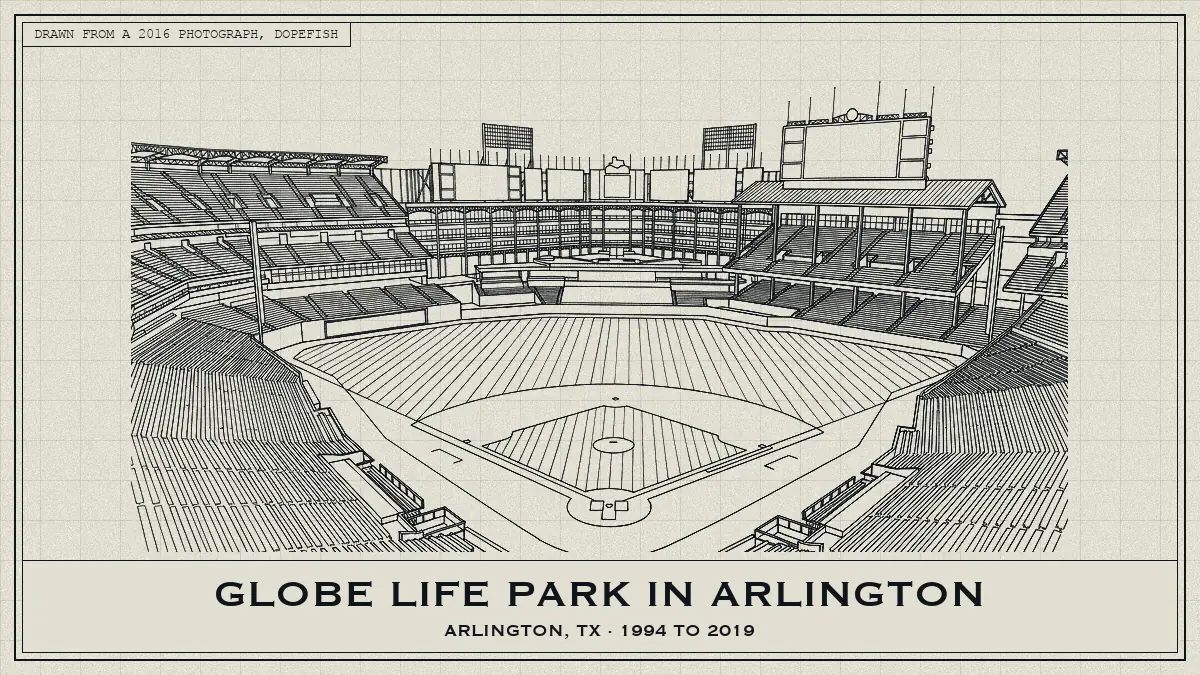 DRAWN FROM A 2016 PHOTOGRAPH, DOPEFISH
GLOBE LIFE PARK IN ARLINGTON
ARLINGTON, TX · 1994 TO 2019